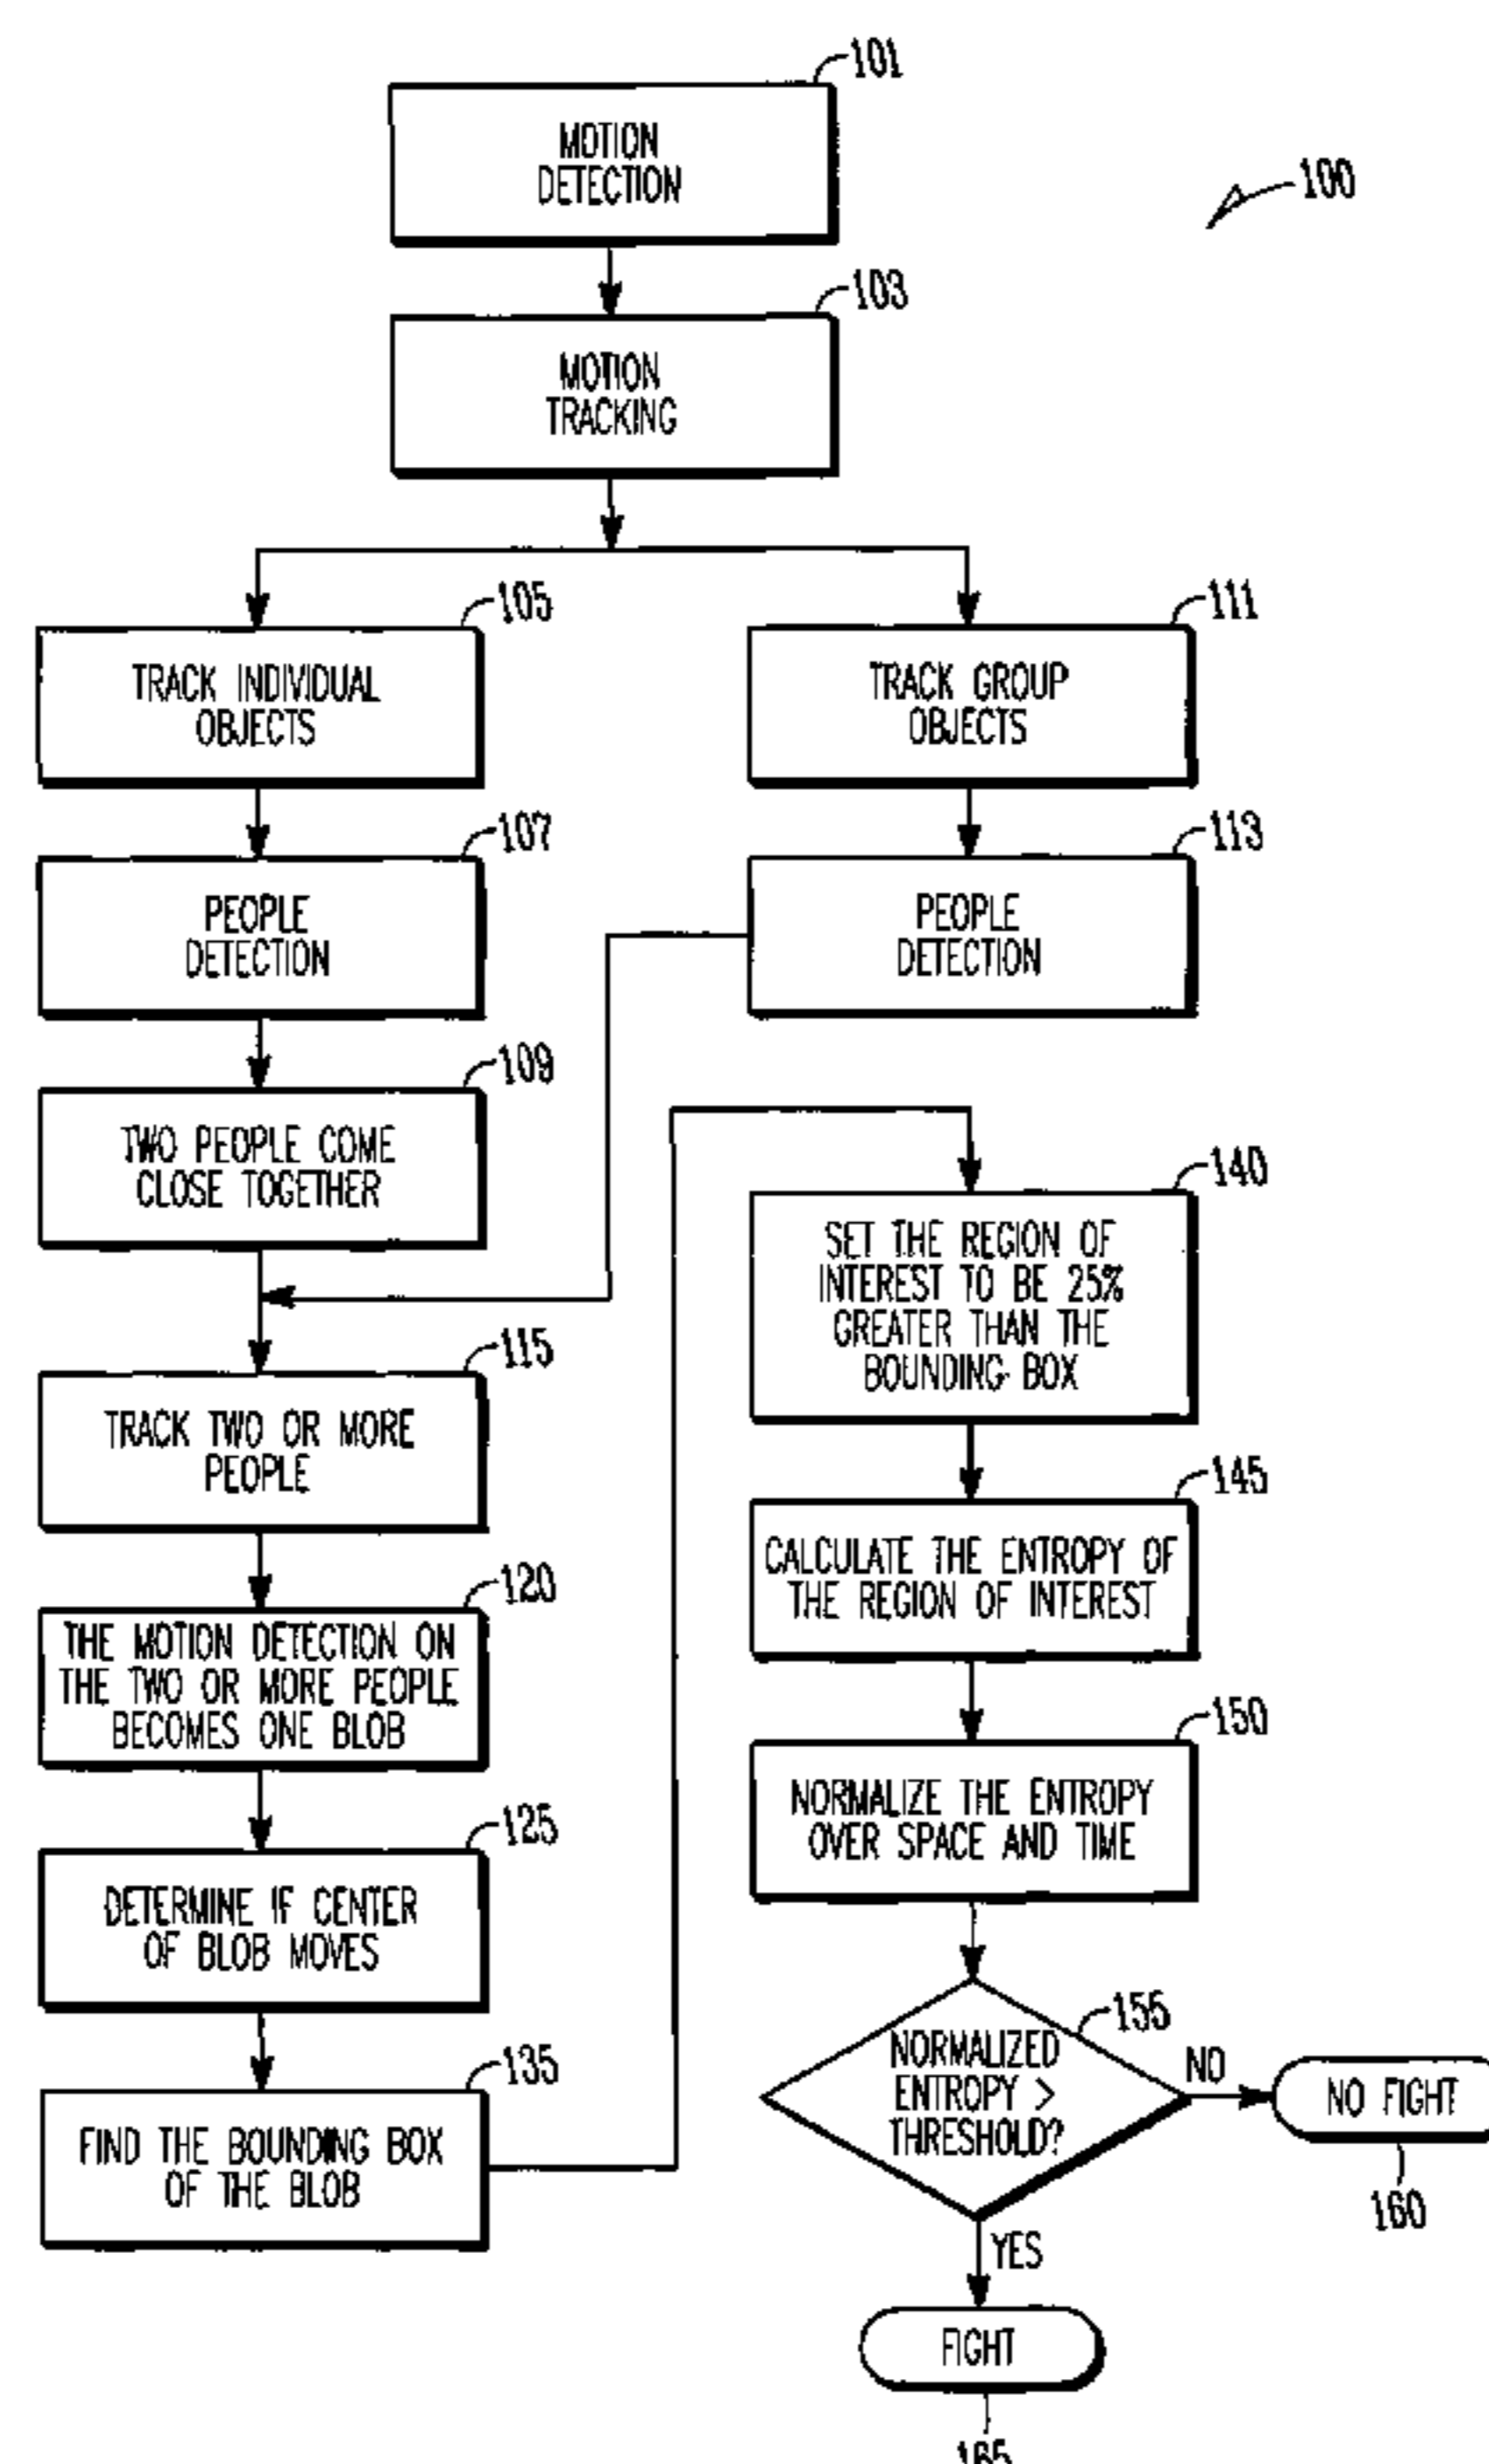 101
MOTION
DETECTION
100
103
MOTION
TRACKING
105
TRACK INDIVIDUAL
OBJECTS
111
TRACK GROUP
OBJECTS
107
PEOPLE
DETECTION
113
PEOPLE
DETECTION
109
TWO PEOPLE COME
CLOSE TOGETHER
115
TRACK TWO OR MORE
PEOPLE
120
THE MOTION DETECTION ON
THE TWO OR MORE PEOPLE
BECOMES ONE BLOB
125
DETERMINE IF CENTER
OF BLOB MOVES
135
FIND THE BOUNDING BOX
OF THE BLOB
140
SET THE REGION OF
INTEREST TO BE 25%
GREATER THAN THE
BOUNDING BOX
145
CALCULATE THE ENTROPY OF
THE REGION OF INTEREST
150
NORMALIZE THE ENTROPY
OVER SPACE AND TIME
155
NORMALIZED
ENTROPY >
THRESHOLD?
NO
NO FIGHT
160
YES
FIGHT
165